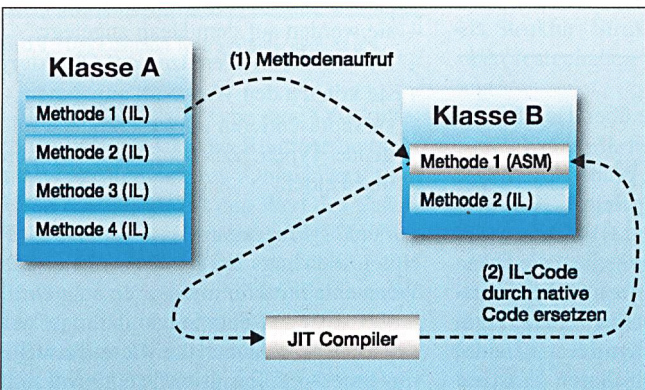 Klasse A
Methode 1 (IL)
Methode 2 (IL)
Methode 3 (IL)
Methode 4 (IL)
(1) Methodenaufruf
Klasse B
Methode 1 (ASM)
Methode 2 (IL)
(2) IL-Code
durch native
Code ersetzen
JIT Compiler